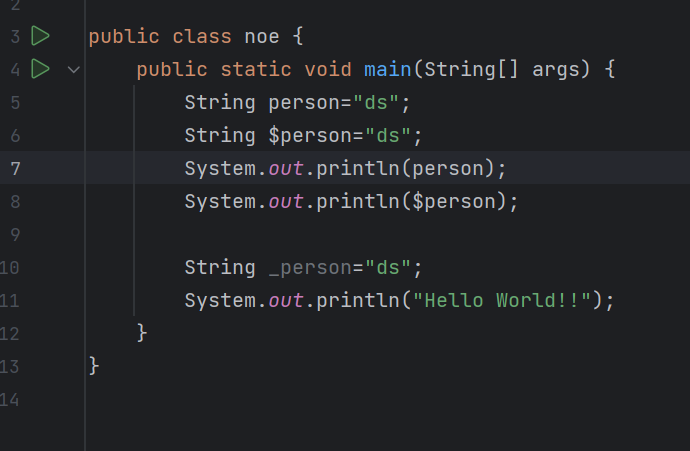 2
3 public class noe {
4 public static void main(String[] args) {
5 String person="ds";
6 String $person="ds";
7 System.out.println(person);
8 System.out.println($person);
9
10 String _person="ds";
11 System.out.println("Hello World!!");
12 }
13 }
14